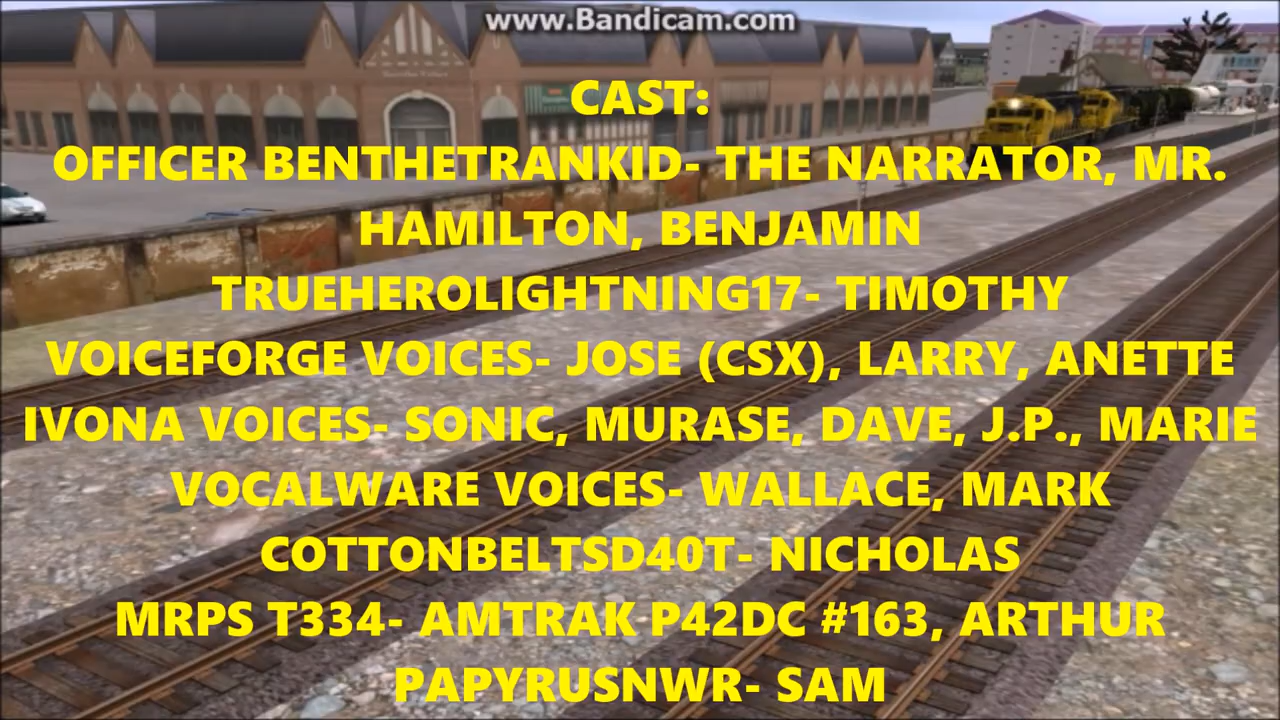 www.Bandicam.com
CAST:
OFFICER BENTHETRANKID- THE NARRATOR, MR.
HAMILTON, BENJAMIN
TRUEHEROLIGHTNING17- TIMOTHY
VOICEFORGE VOICES- JOSE (CSX), LARRY, ANETTE
IVONA VOICES- SONIC, MURASE, DAVE, J.P., MARIE
VOCALWARE VOICES- WALLACE, MARK
COTTONBELTSD40T- NICHOLAS
MRPS T334- AMTRAK P42DC #163, ARTHUR
PAPYRUSNWR- SAM